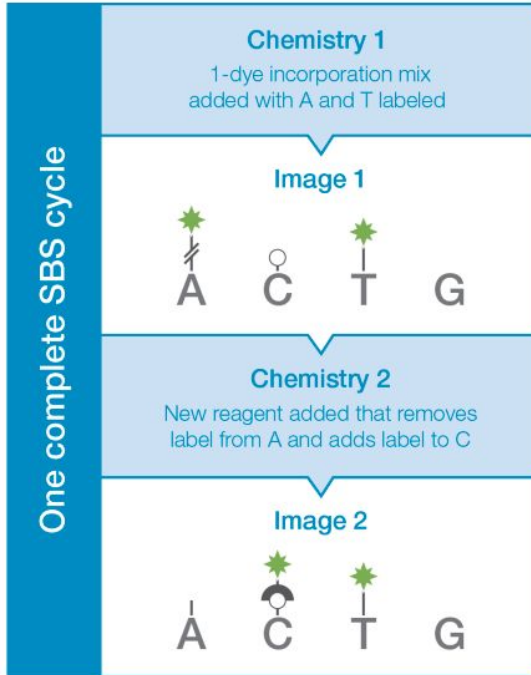 One complete SBS cycle
Chemistry 1
1-dye incorporation mix
added with A and T labeled
Image 1
A C T G
Chemistry 2
New reagent added that removes
label from A and adds label to C
Image 2
A C T G